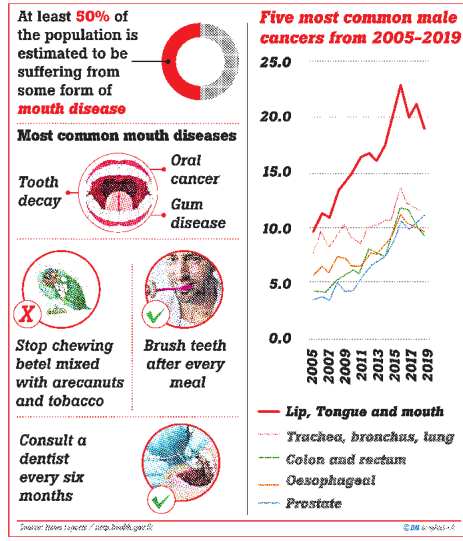 At least 50% of
the population is
estimated to be
suffering from
some form of
mouth disease
Most common mouth diseases
Tooth
decay
Oral
cancer
Gum
disease
X
Stop chewing
betel mixed
with arecanuts
and tobacco
Brush teeth
after every
meal
Consult a
dentist
every six
months
Five most common male
cancers from 2005–2019
25.0
20.0
15.0
10.0
5.0
0.0
2005
2007
2009
2011
2013
2015
2017
2019
Lip, Tongue and mouth
Trachea, bronchus, lung
Colon and rectum
Oesophageal
Prostate
Source: News reports /